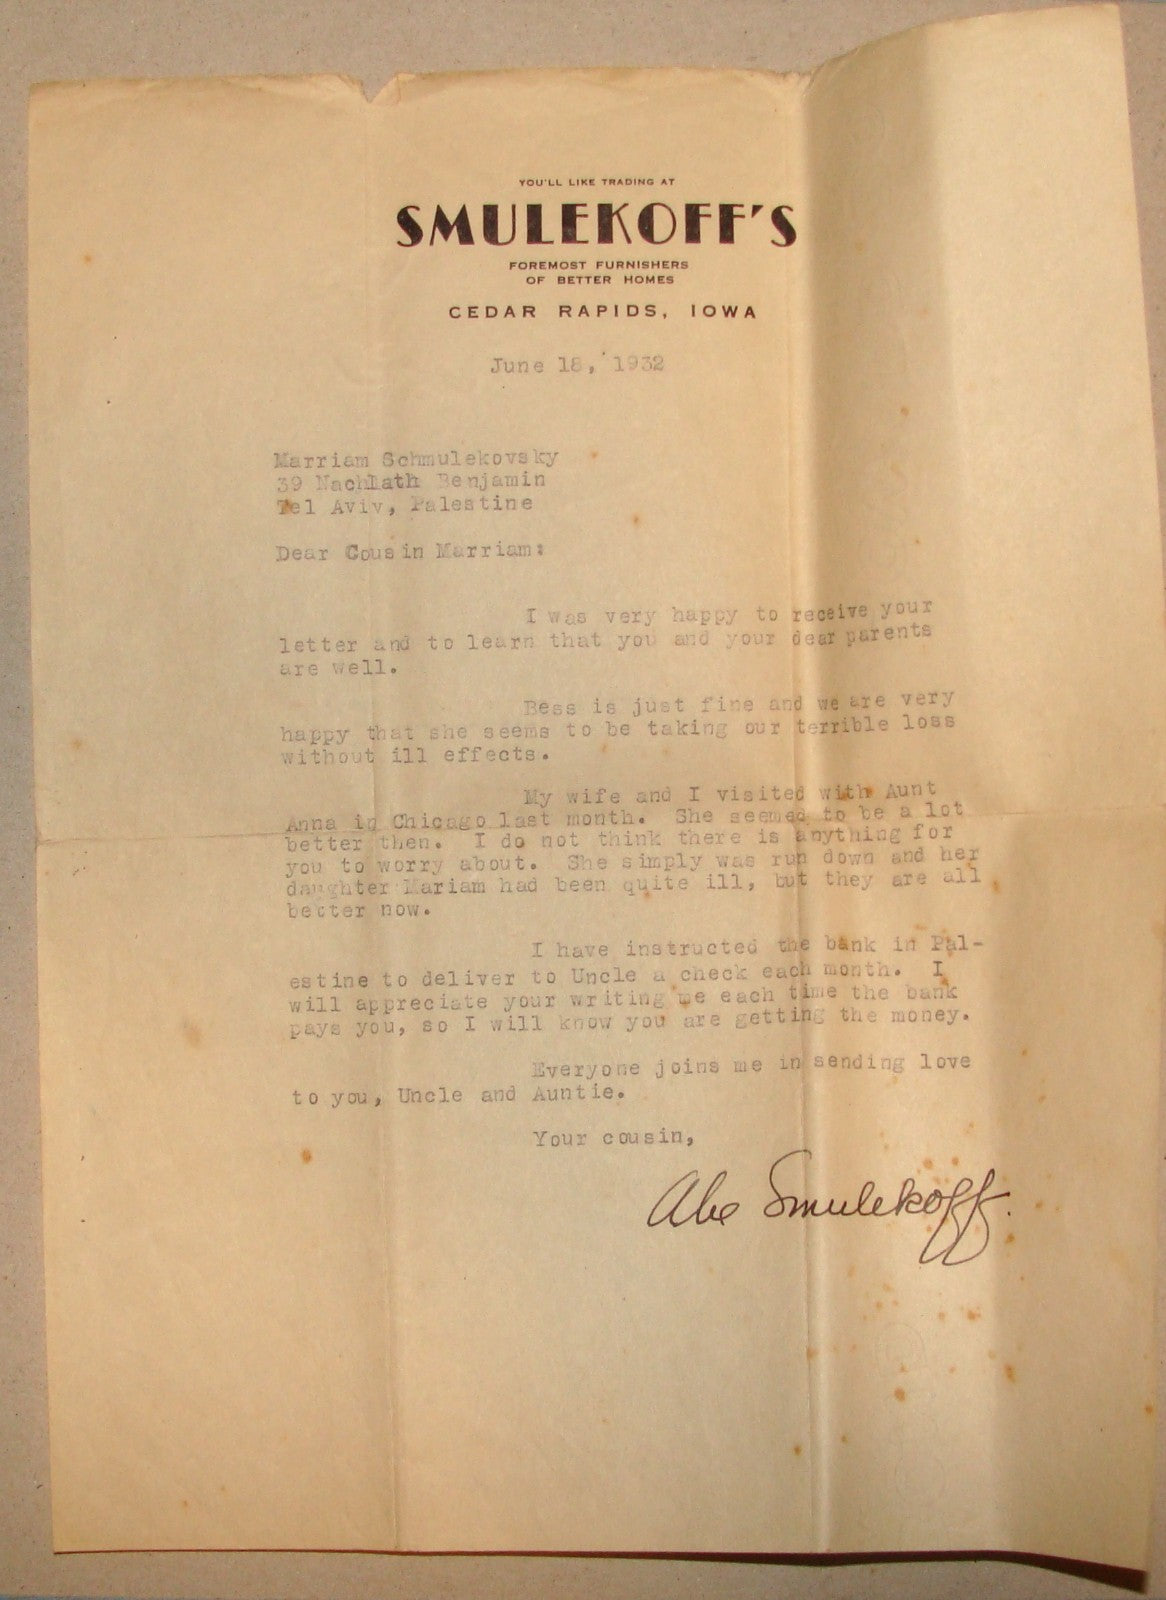 YOU'LL LIKE TRADING AT
SMULEKOFF'S
FOREMOST FURNISHERS
OF BETTER HOMES
CEDAR RAPIDS, IOWA
June 18, 1932
Marriam Schmulekovsky
39 Nachlath Benjamin
Tel Aviv, Palestine
Dear Cousin Marriam:
I was very happy to receive your
letter and to learn that you and your dear parents
are well.
Bess is just fine and we are very
happy that she seems to be taking our terrible loss
without ill effects.
My wife and I visited with Aunt
Anna in Chicago last month. She seemed to be a lot
better then. I do not think there is anything for
you to worry about. She simply was run down and her
daughter Mariam had been quite ill, but they are all
better now.
I have instructed the bank in Pal-
estine to deliver to Uncle a check each month. I
will appreciate your writing me each time the bank
pays you, so I will know you are getting the money.
Everyone joins me in sending love
to you, Uncle and Auntie.
Your cousin,
Abe Smulekoff.